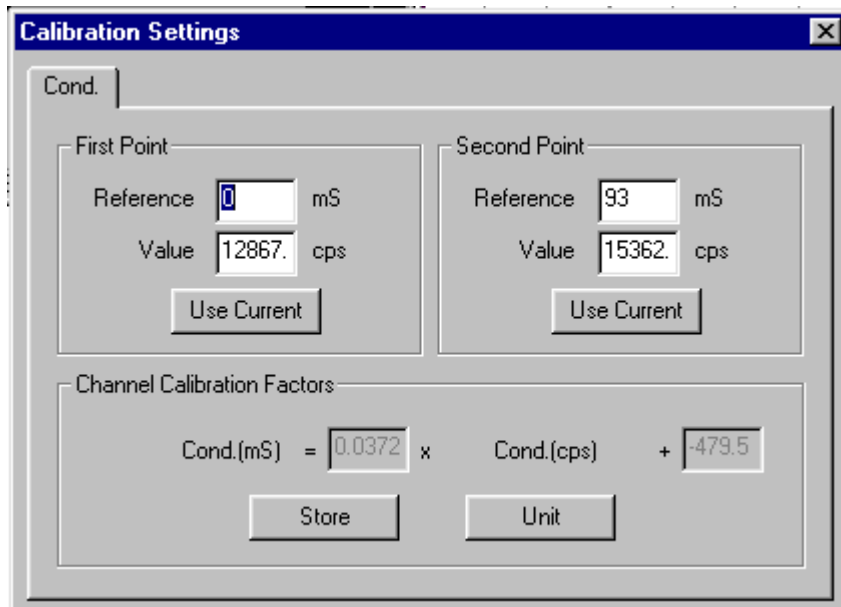 Calibration Settings
Cond.
First Point
Reference 0 mS
Value 12867. cps
Use Current
Second Point
Reference 93 mS
Value 15362. cps
Use Current
Channel Calibration Factors
Cond.(mS) = 0.0372 x Cond.(cps) + -479.5
Store Unit